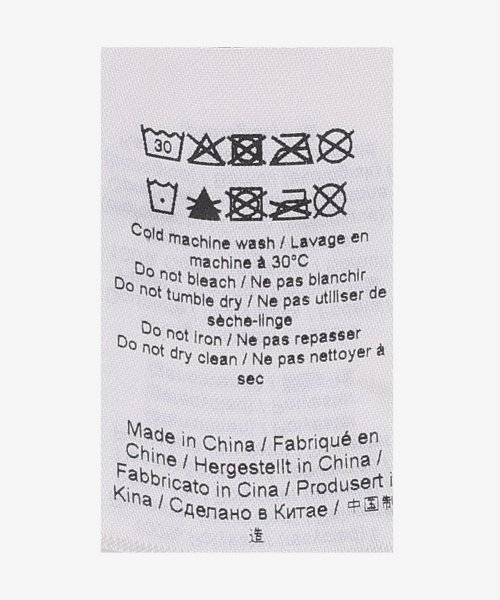 30
Cold machine wash / Lavage en
machine à 30°C
Do not bleach / Ne pas blanchir
Do not tumble dry / Ne pas utiliser de
sèche-linge
Do not iron / Ne pas repasser
Do not dry clean / Ne pas nettoyer à
sec
Made in China / Fabriqué en
Chine / Hergestellt in China /
Fabbricato in Cina / Produsert i
Kina / Сделано в Китае / 中国制
造